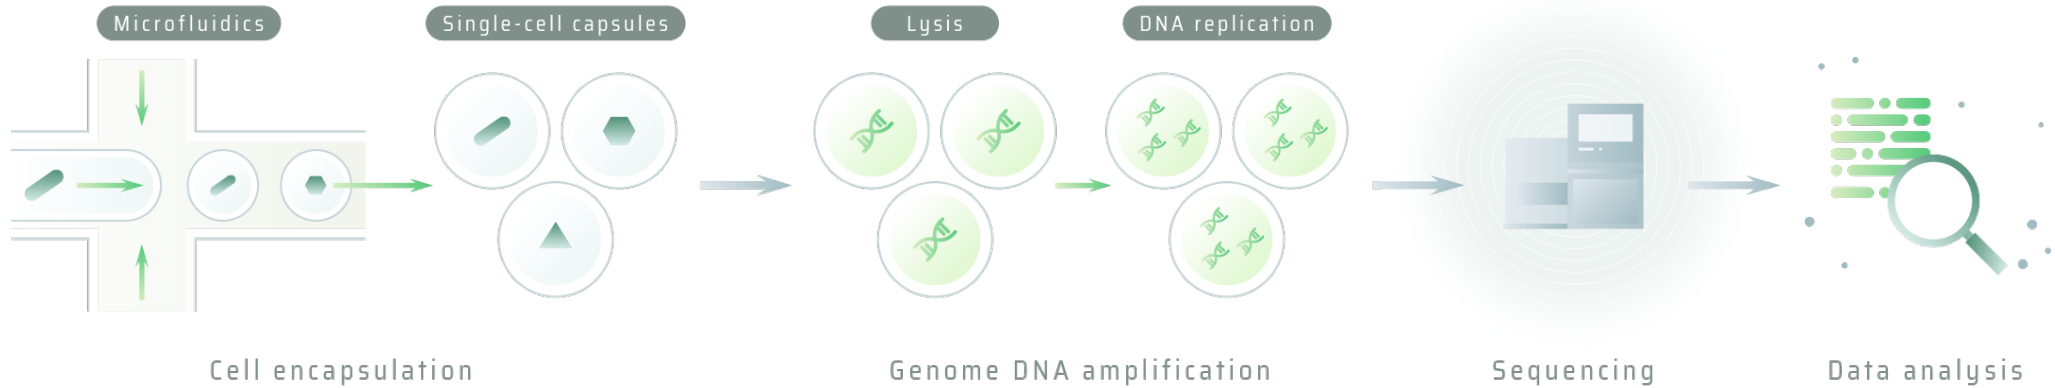 Microfluidics
Single-cell capsules
Lysis
DNA replication
Cell encapsulation
Genome DNA amplification
Sequencing
Data analysis